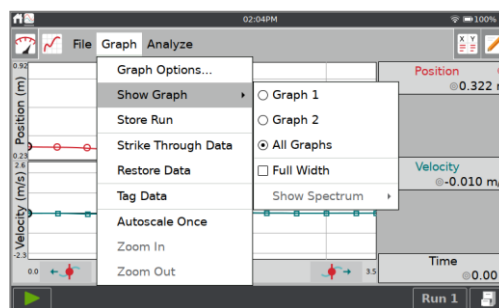 02:04PM 100%
File Graph Analyze
X Y
Graph Options...
Show Graph
Store Run
Strike Through Data
Restore Data
Tag Data
Autoscale Once
Zoom In
Zoom Out
Graph 1
Graph 2
All Graphs
Full Width
Show Spectrum
0.92
Position (m)
0.23
2.6
Velocity (m/s)
-2.3
0.0
3.5
Position
0.322 m
Velocity
-0.010 m/
Time
0.00
Run 1